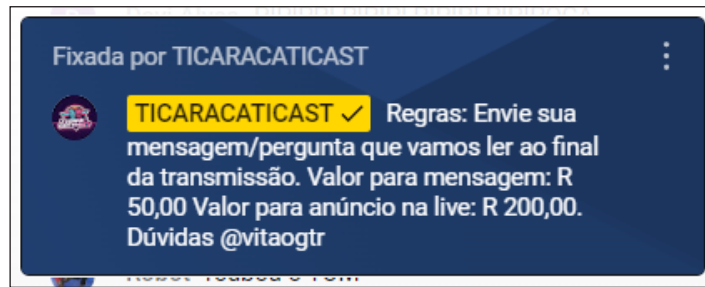 Fixada por TICARACATICAST
TICARACATICAST ✓ Regras: Envie sua
mensagem/pergunta que vamos ler ao final
da transmissão. Valor para mensagem: R
50,00 Valor para anúncio na live: R 200,00.
Dúvidas @vitaogtr